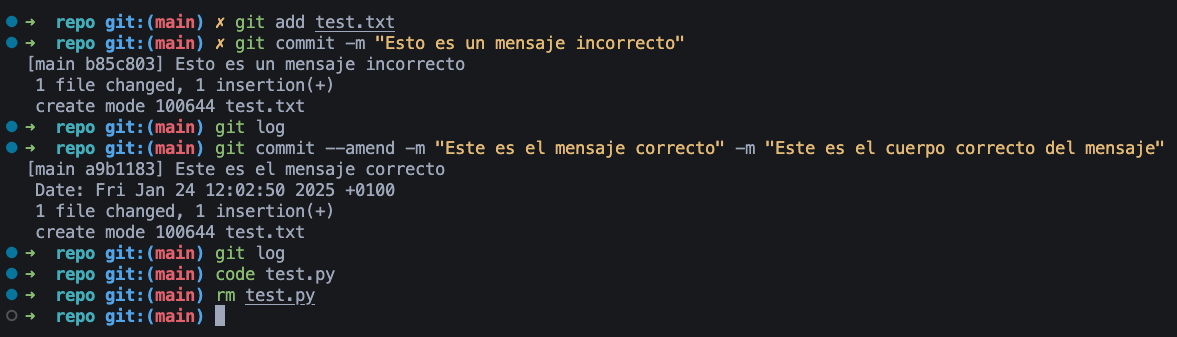 ➜ repo git:(main) ✗ git add test.txt
➜ repo git:(main) ✗ git commit -m "Esto es un mensaje incorrecto"
[main b85c803] Esto es un mensaje incorrecto
1 file changed, 1 insertion(+)
create mode 100644 test.txt
➜ repo git:(main) git log
➜ repo git:(main) git commit --amend -m "Este es el mensaje correcto" -m "Este es el cuerpo correcto del mensaje"
[main a9b1183] Este es el mensaje correcto
Date: Fri Jan 24 12:02:50 2025 +0100
1 file changed, 1 insertion(+)
create mode 100644 test.txt
➜ repo git:(main) git log
➜ repo git:(main) code test.py
➜ repo git:(main) rm test.py
➜ repo git:(main)